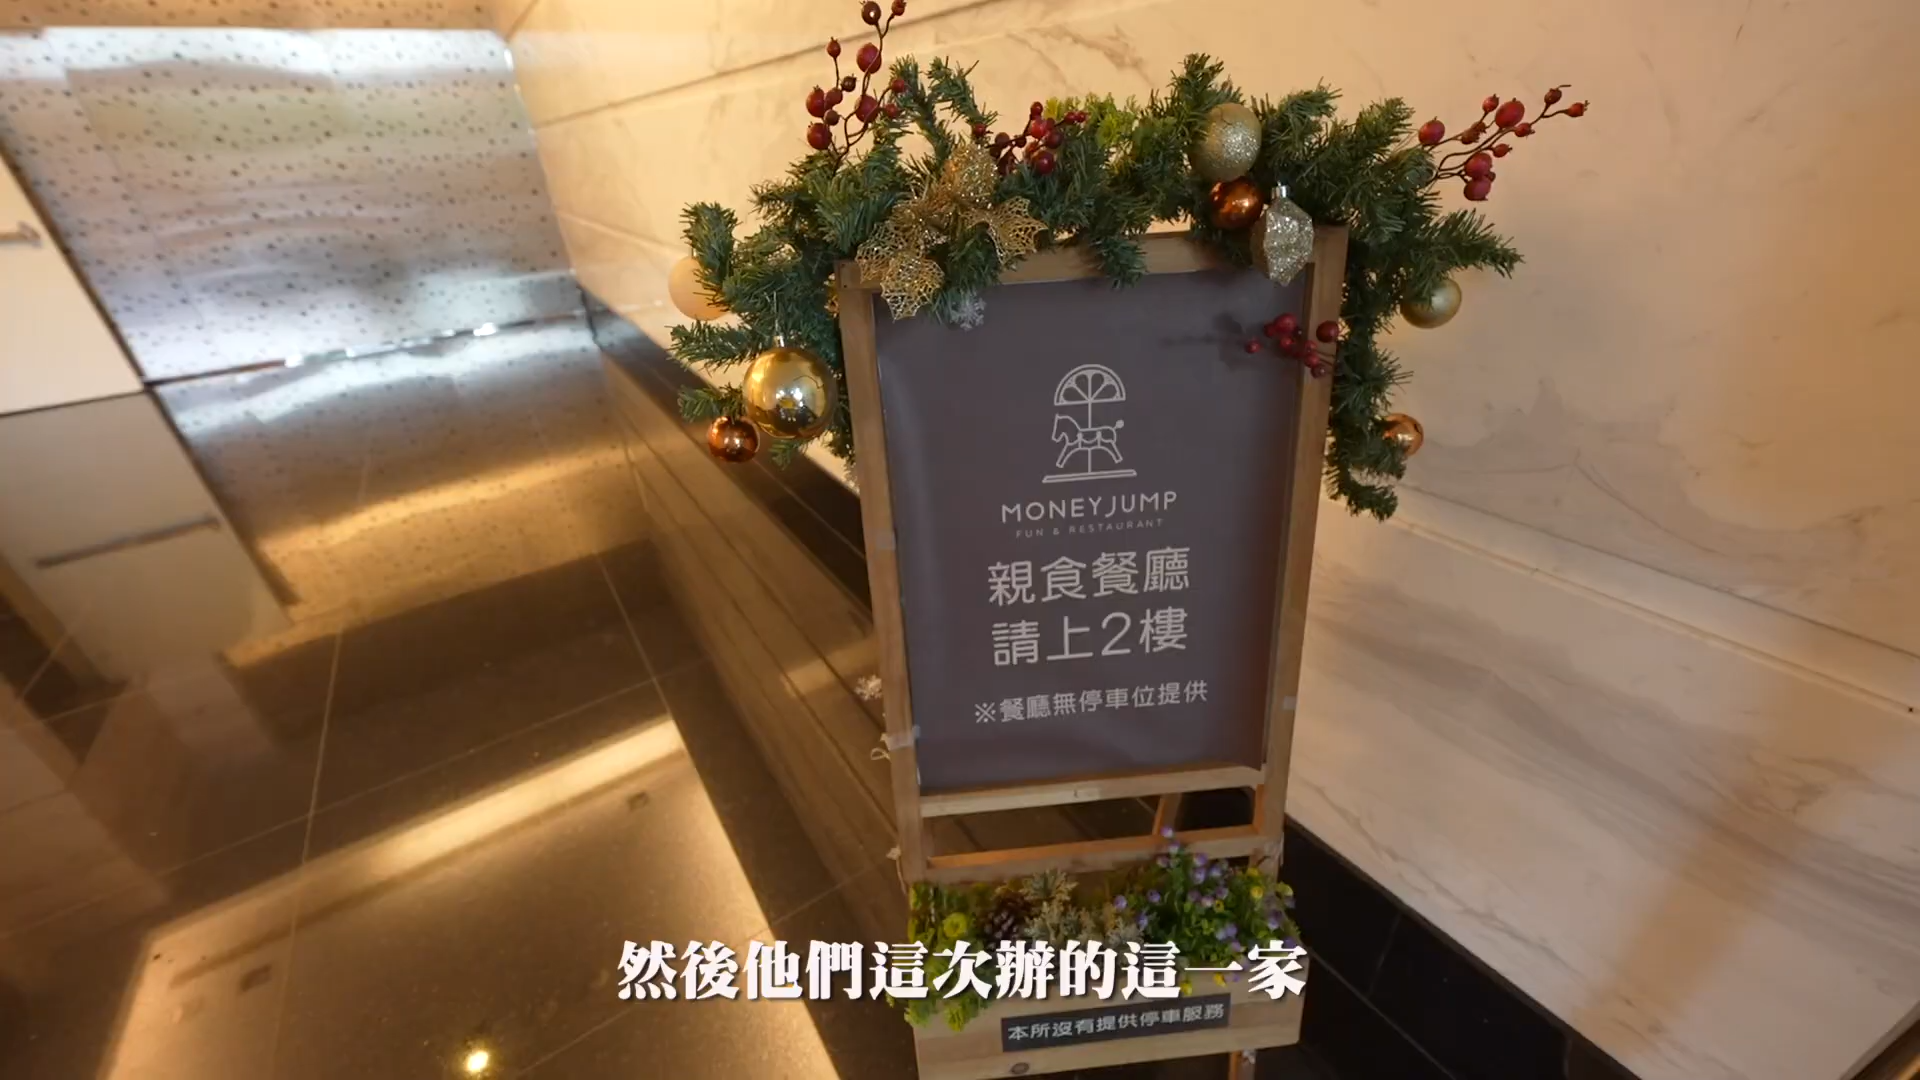 MONEYJUMP
FUN & RESTAURANT
親食餐廳
請上2樓
※餐廳無停車位提供
然後他們這次辦的這一家
本所沒有提供停車服務